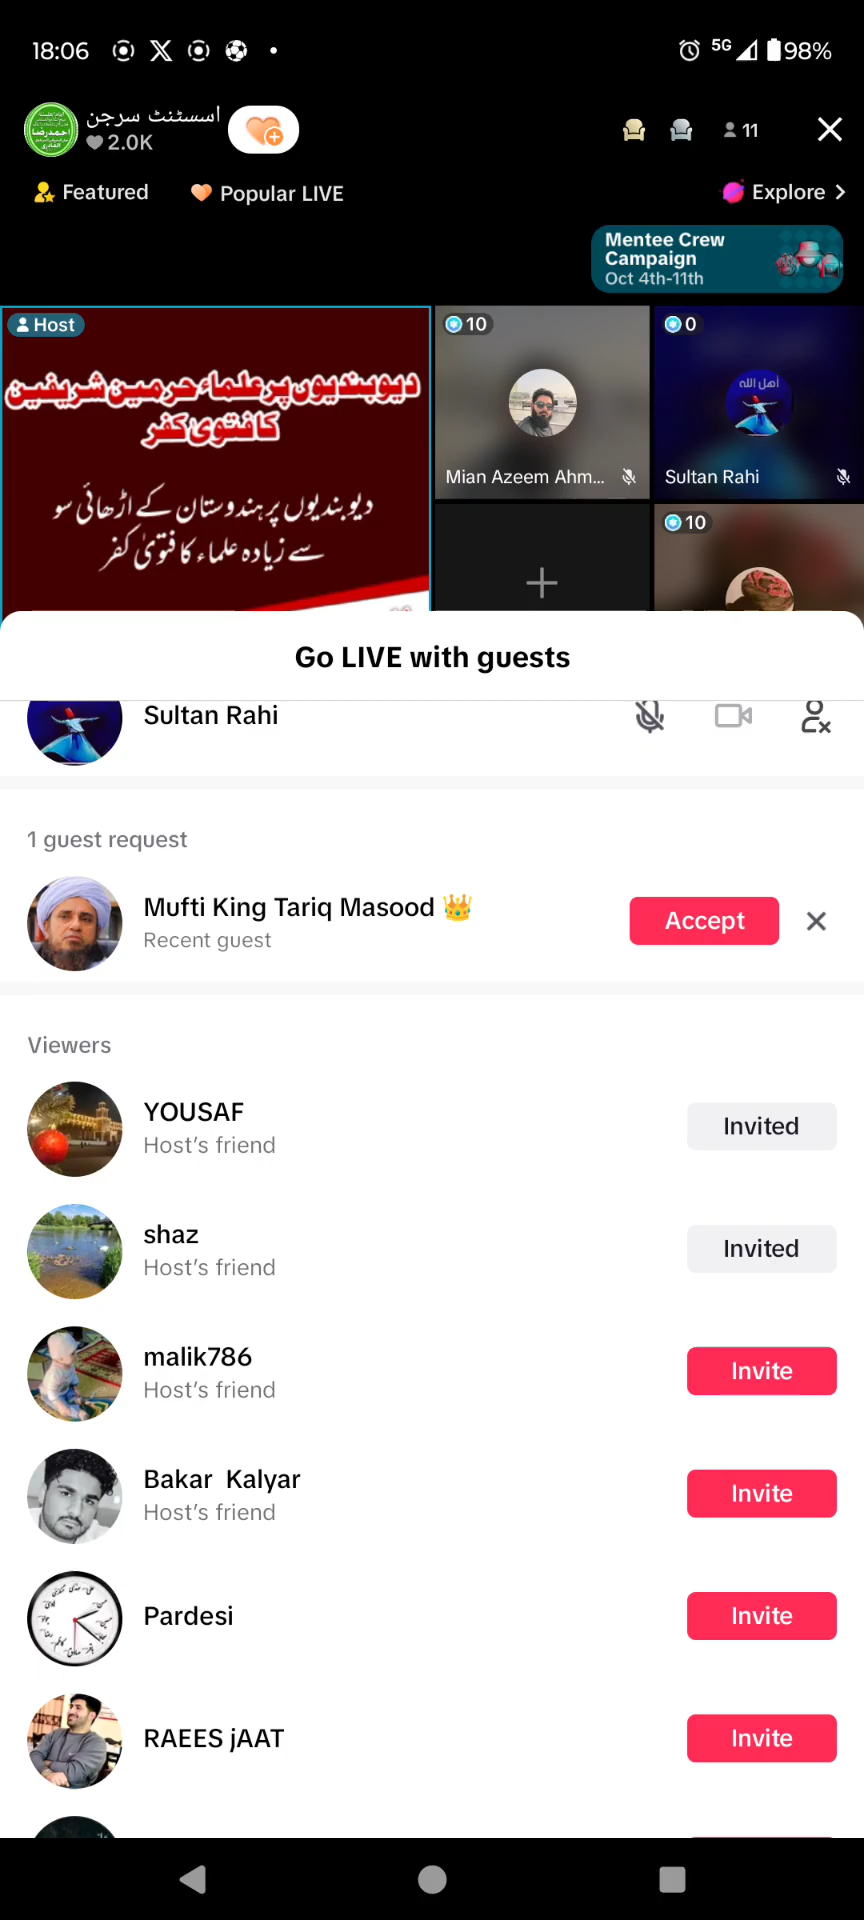 18:06
5G
98%
اسسٹنٹ سرجن
2.0K
11
Featured
Popular LIVE
Explore
Mentee Crew
Campaign
Oct 4th-11th
Host
دیوبندیوں پر علماء حرمین شریفین
کا فتویٰ کفر
دیوبندیوں پر ہندوستان کے اڑھائی سو
سے زیادہ علماء کا فتویٰ کفر
10
Mian Azeem Ahm...
0
اهل الله
Sultan Rahi
10
Go LIVE with guests
Sultan Rahi
1 guest request
Mufti King Tariq Masood 👑
Recent guest
Accept
Viewers
YOUSAF
Host's friend
Invited
shaz
Host's friend
Invited
malik786
Host's friend
Invite
Bakar Kalyar
Host's friend
Invite
Pardesi
Invite
RAEES jAAT
Invite